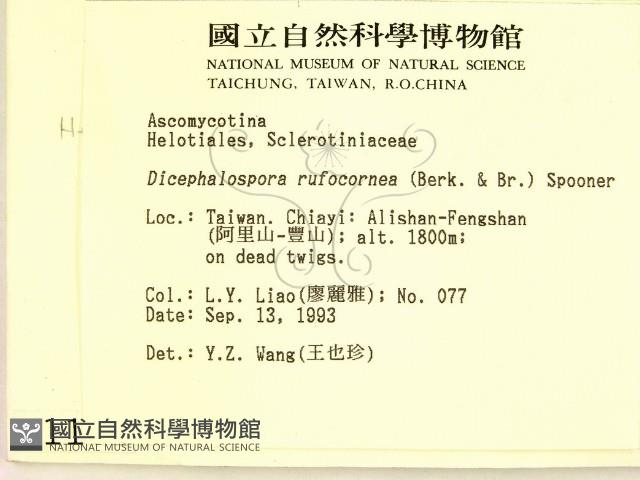 國立自然科學博物館
NATIONAL MUSEUM OF NATURAL SCIENCE
TAICHUNG, TAIWAN, R.O.CHINA
H-
Ascomycotina
Helotiales, Sclerotiniaceae
Dicephalospora rufocornea (Berk. & Br.) Spooner
Loc.: Taiwan. Chiayi: Alishan-Fengshan
(阿里山-豐山); alt. 1800m;
on dead twigs.
Col.: L.Y. Liao(廖麗雅); No. 077
Date: Sep. 13, 1993
Det.: Y.Z. Wang(王也珍)
11
國立自然科學博物館
NATIONAL MUSEUM OF NATURAL SCIENCE